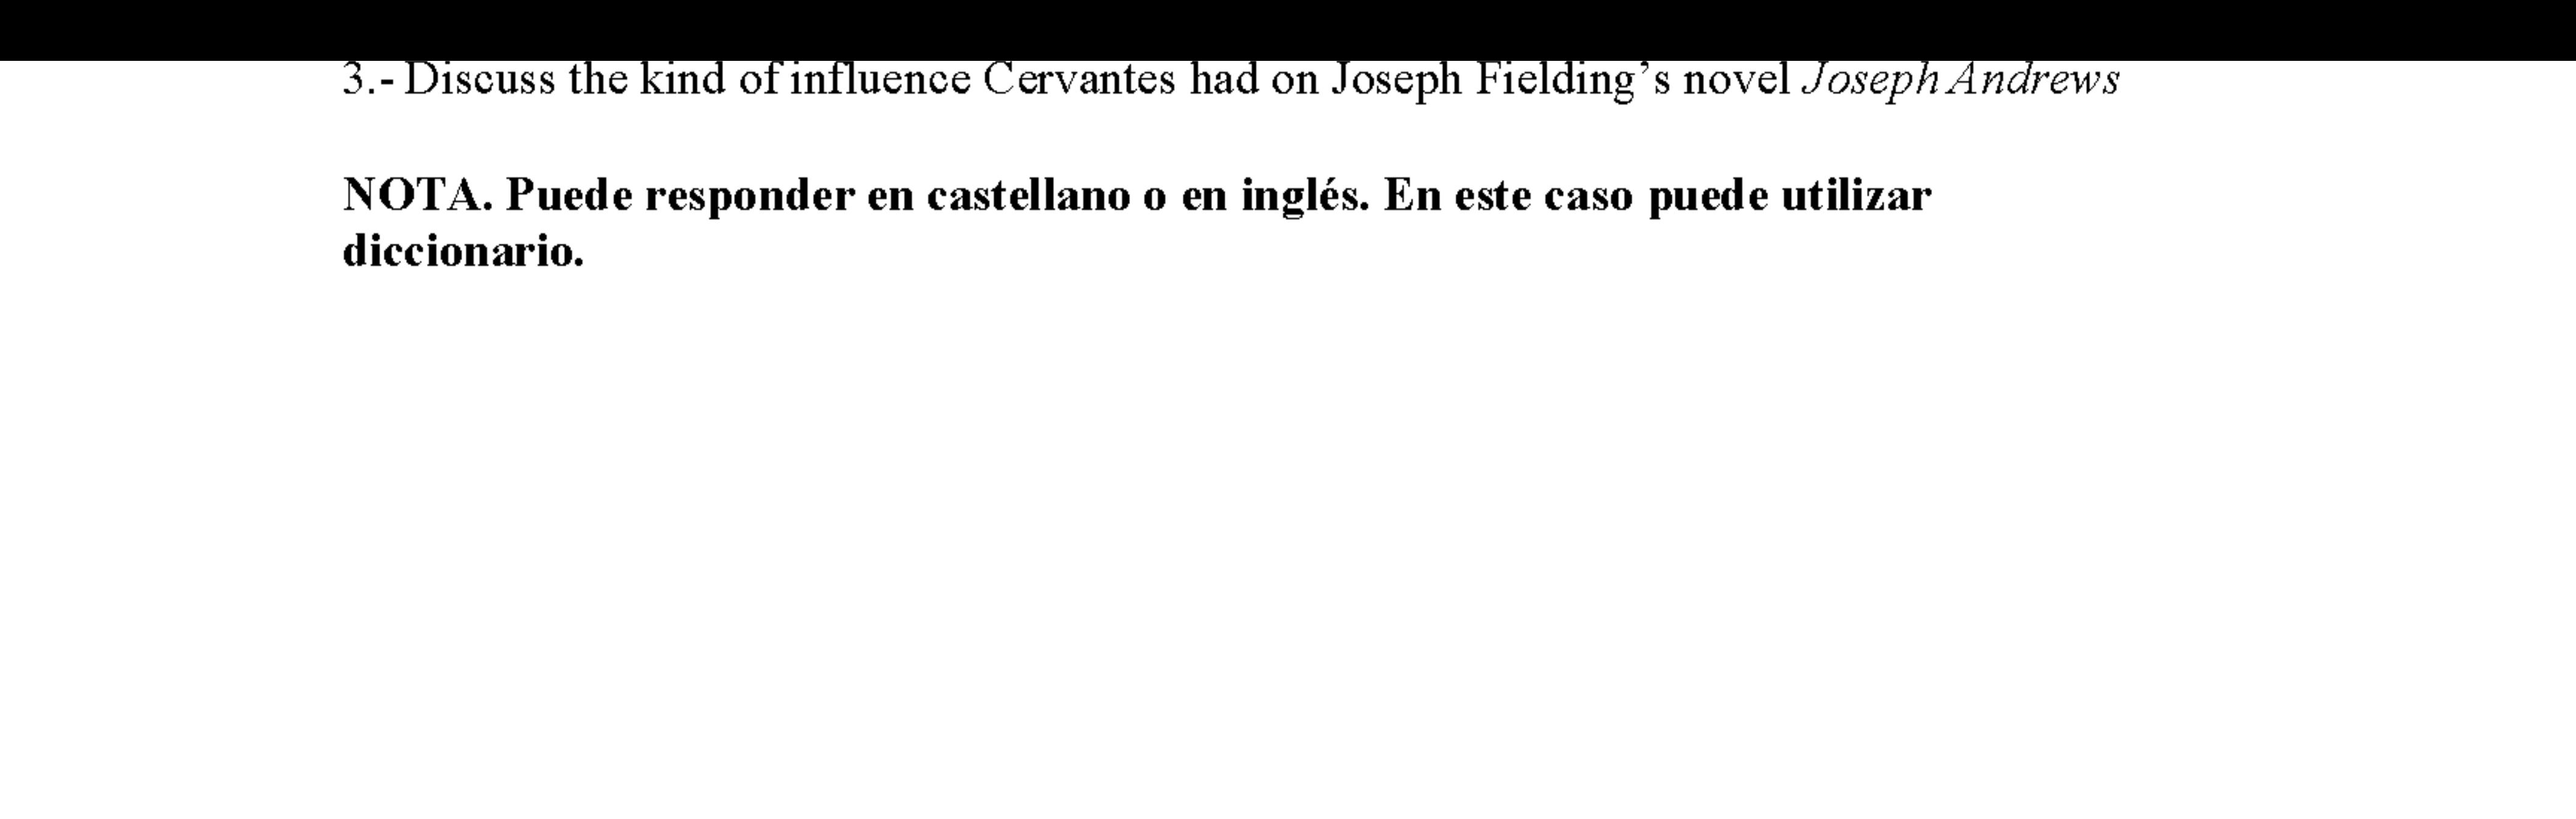 3.- Discuss the kind of influence Cervantes had on Joseph Fielding’s novel Joseph Andrews
NOTA. Puede responder en castellano o en inglés. En este caso puede utilizar
diccionario.